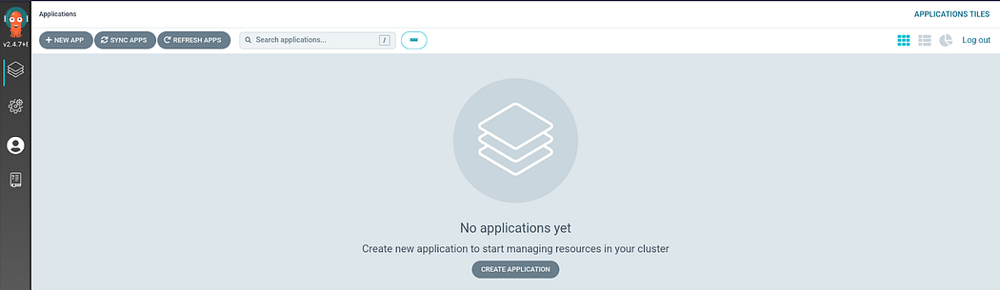 Applications
APPLICATIONS TILES
v2.4.7+
NEW APP
SYNC APPS
REFRESH APPS
Search applications...
/
Log out
No applications yet
Create new application to start managing resources in your cluster
CREATE APPLICATION